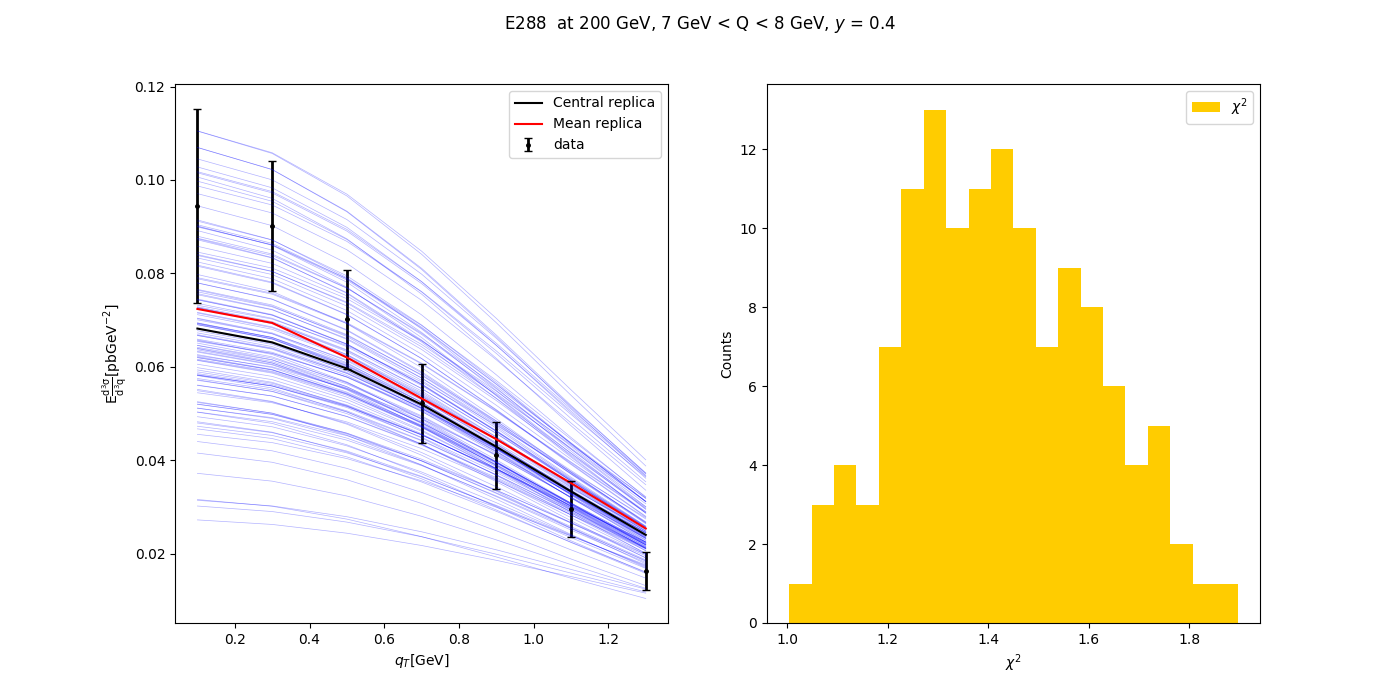 E288  at 200 GeV, 7 GeV < Q < 8 GeV, y = 0.4
0.12
0.10
0.08
0.06
0.04
0.02
E d³σ/d³q [pbGeV⁻²]
Central replica
Mean replica
data
0.2
0.4
0.6
0.8
1.0
1.2
q_T[GeV]
12
10
8
6
4
2
0
Counts
χ²
1.0
1.2
1.4
1.6
1.8
χ²